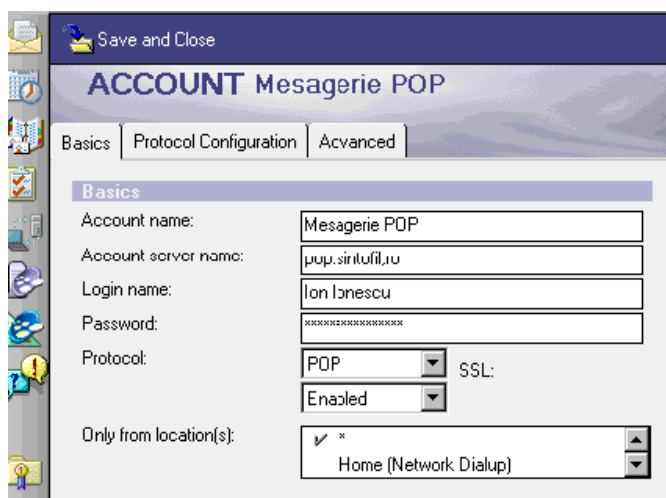 Save and Close
ACCOUNT Mesagerie POP
Basics Protocol Configuration Acvanced
Basics
Account name: Mesagerie POP
Account server name: pop.sintofil,ro
Login name: Ion Ionescu
Password: ****************
Protocol: POP SSL:
Enabled
Only from location(s): *
Home (Network Dialup)